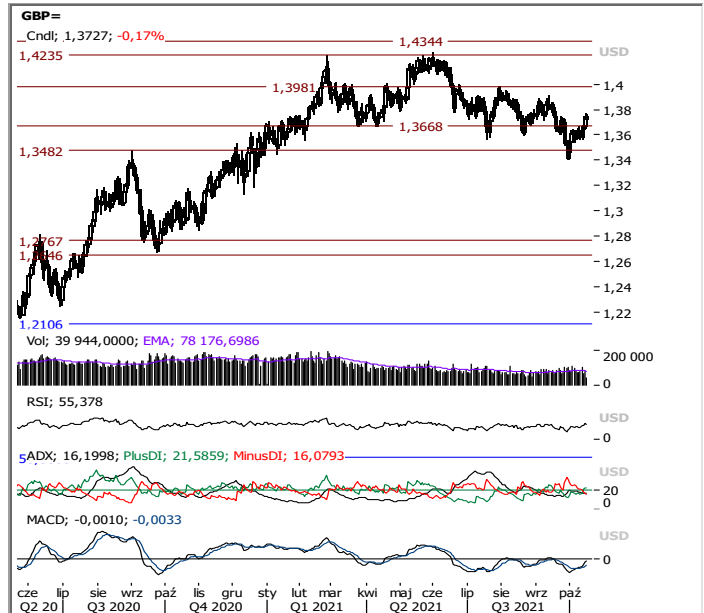 GBP=
Cndl; 1,3727; -0,17%
1,4344
1,4235
USD
1,3981
1,4
1,38
1,3668
1,36
1,3482
1,34
1,32
1,3
1,28
1,2767
1,26
1,24
1,22
1,2106
Vol; 39 944,0000; EMA; 78 176,6986
200 000
0
RSI; 55,378
USD
0
ADX; 16,1998; PlusDI; 21,5859; MinusDI; 16,0793
USD
20
0
MACD; -0,0010; -0,0033
USD
0
cze lip sie wrz paź lis gru sty lut mar kwi maj cze lip sie wrz paź
Q2 20 Q3 2020 Q4 2020 Q1 2021 Q2 2021 Q3 2021